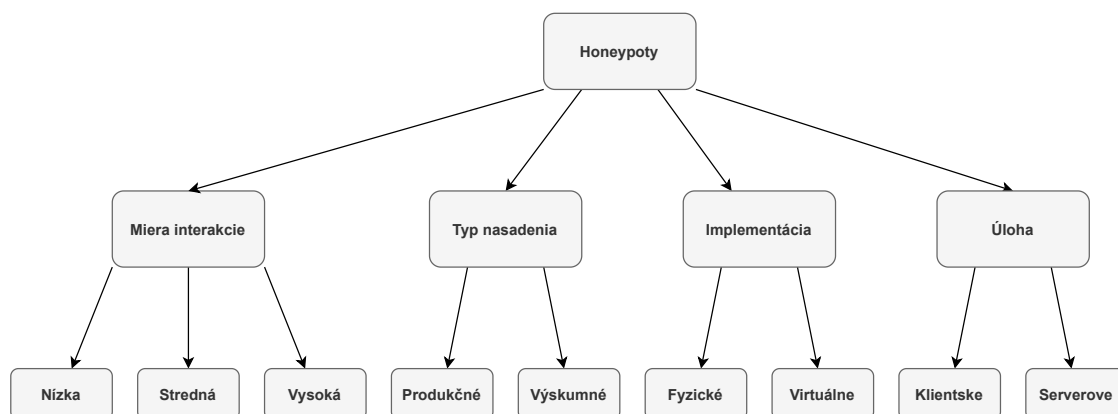 Honeypoty
Miera interakcie
Typ nasadenia
Implementácia
Úloha
Nízka
Stredná
Vysoká
Produkčné
Výskumné
Fyzické
Virtuálne
Klientske
Serverove